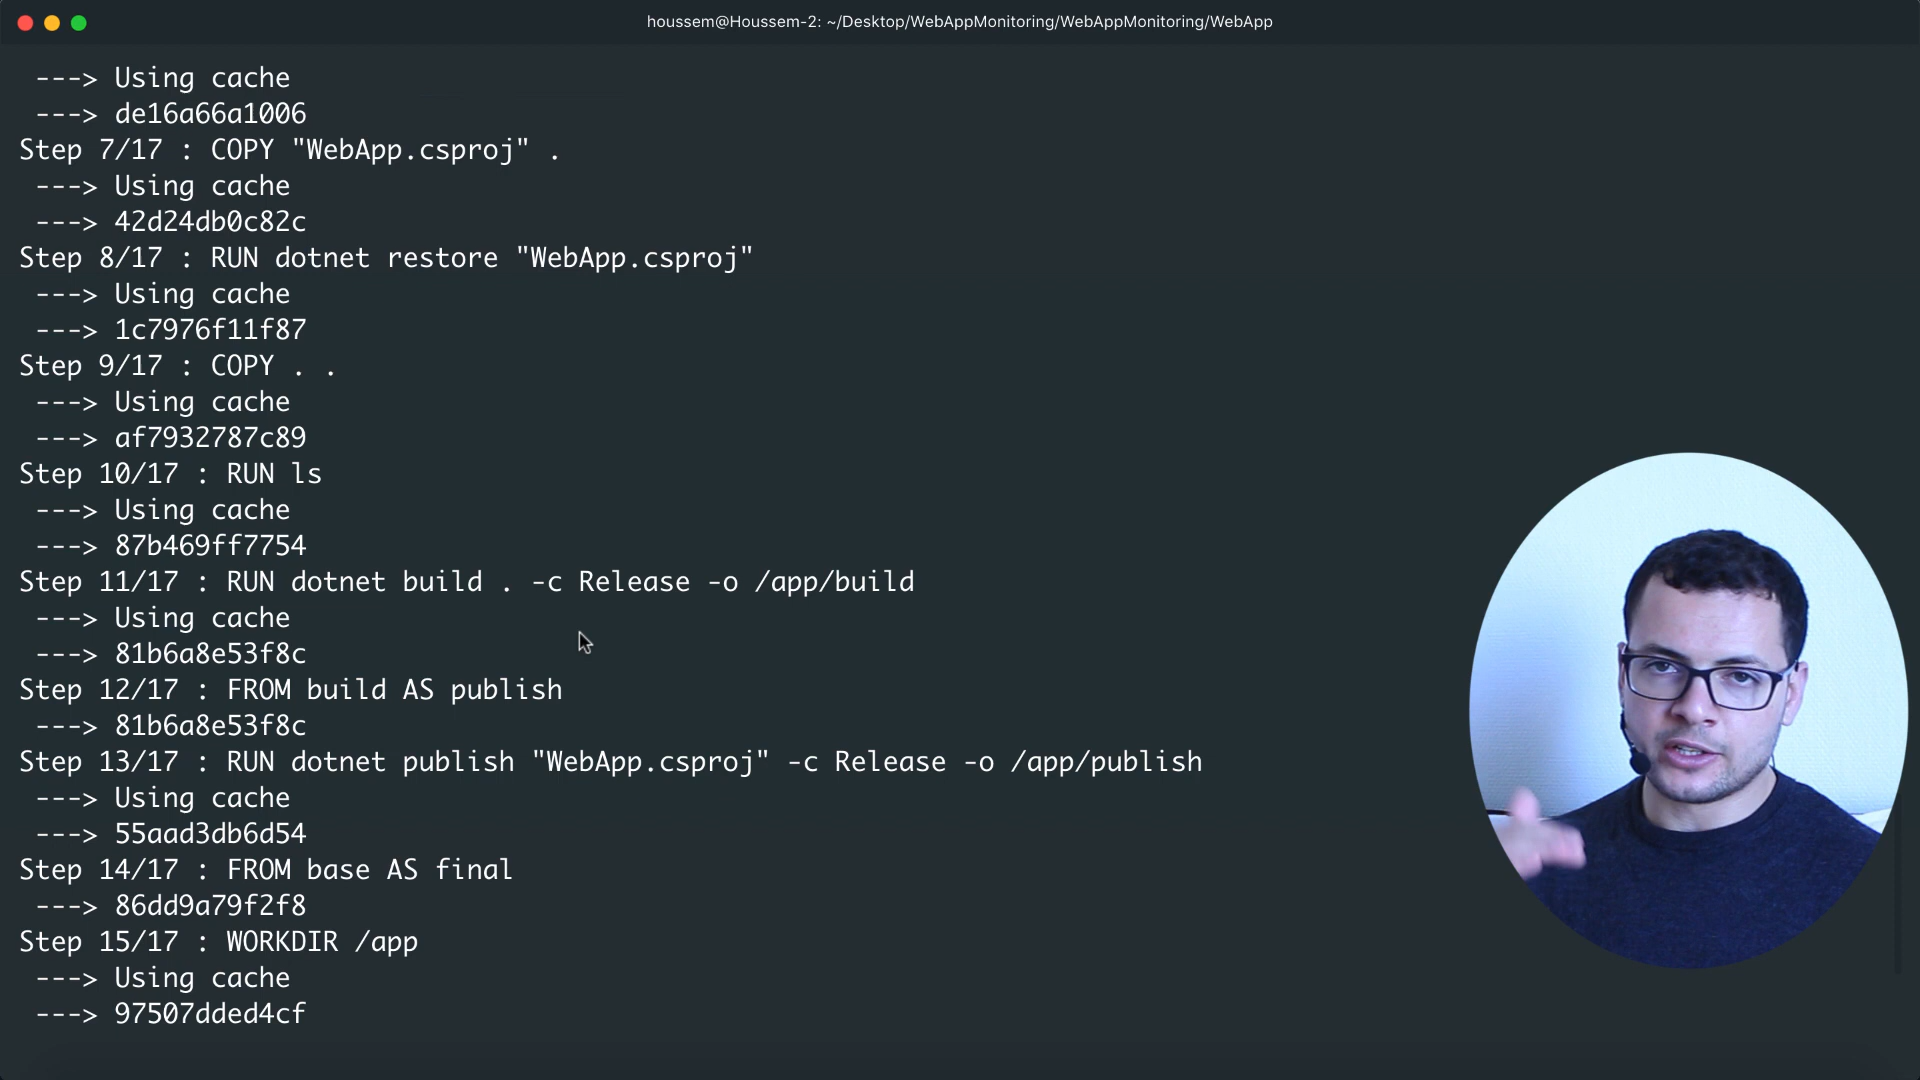 houssem@Houssem-2: ~/Desktop/WebAppMonitoring/WebAppMonitoring/WebApp
---> Using cache
---> de16a66a1006
Step 7/17 : COPY "WebApp.csproj" .
---> Using cache
---> 42d24db0c82c
Step 8/17 : RUN dotnet restore "WebApp.csproj"
---> Using cache
---> 1c7976f11f87
Step 9/17 : COPY . .
---> Using cache
---> af7932787c89
Step 10/17 : RUN ls
---> Using cache
---> 87b469ff7754
Step 11/17 : RUN dotnet build . -c Release -o /app/build
---> Using cache
---> 81b6a8e53f8c
Step 12/17 : FROM build AS publish
---> 81b6a8e53f8c
Step 13/17 : RUN dotnet publish "WebApp.csproj" -c Release -o /app/publish
---> Using cache
---> 55aad3db6d54
Step 14/17 : FROM base AS final
---> 86dd9a79f2f8
Step 15/17 : WORKDIR /app
---> Using cache
---> 97507dded4cf